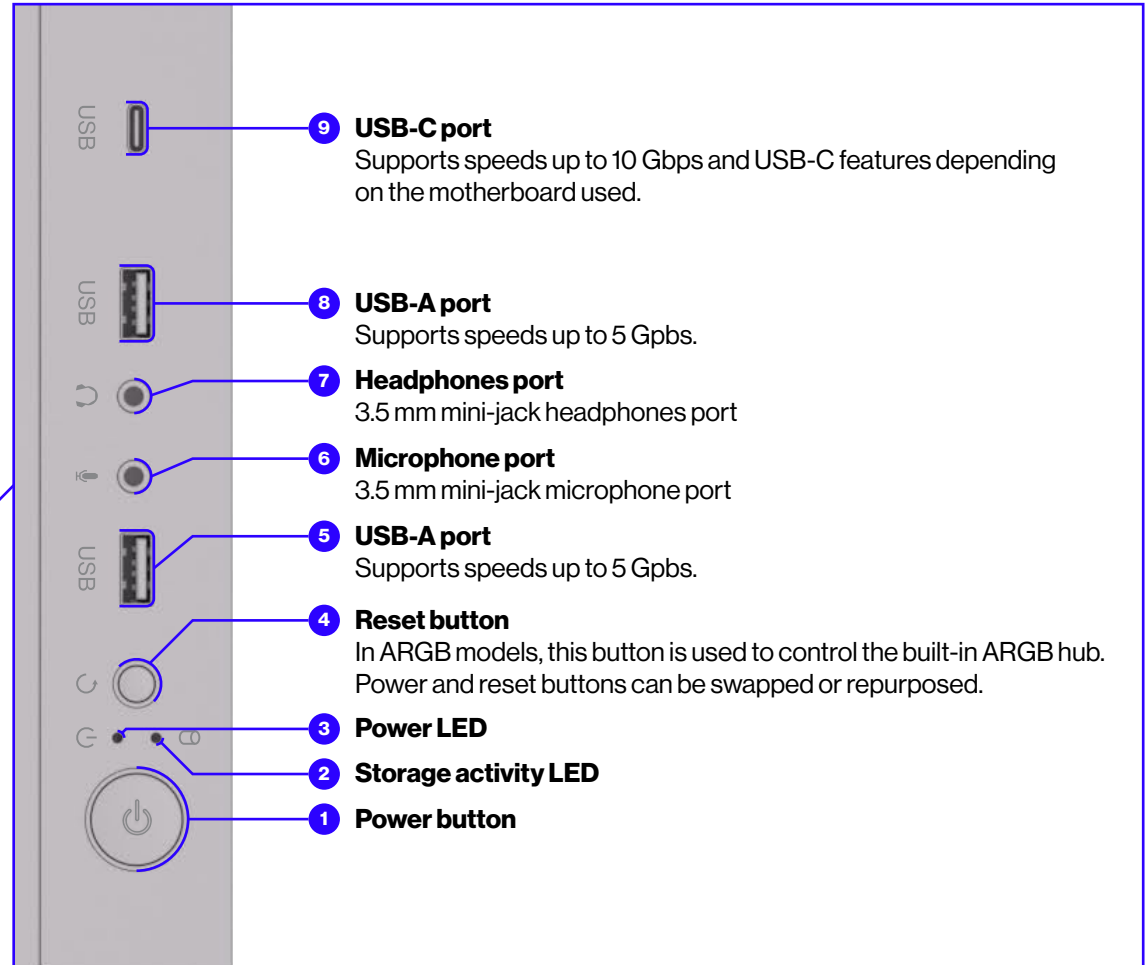 USB
9 USB-C port
Supports speeds up to 10 Gbps and USB-C features depending
on the motherboard used.
USB
8 USB-A port
Supports speeds up to 5 Gpbs.
7 Headphones port
3.5 mm mini-jack headphones port
6 Microphone port
3.5 mm mini-jack microphone port
USB
5 USB-A port
Supports speeds up to 5 Gpbs.
4 Reset button
In ARGB models, this button is used to control the built-in ARGB hub.
Power and reset buttons can be swapped or repurposed.
3 Power LED
2 Storage activity LED
1 Power button